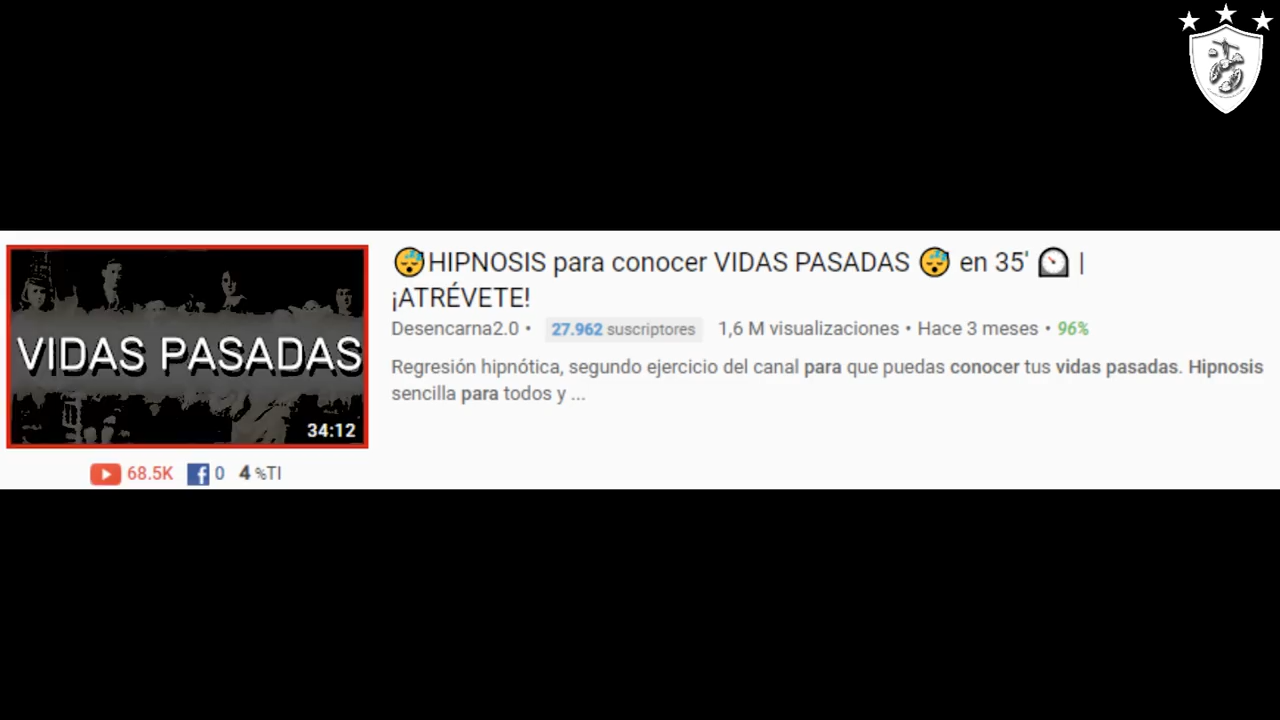 😴HIPNOSIS para conocer VIDAS PASADAS 😴 en 35' 🕰 |
¡ATRÉVETE!
Desencarna2.0 • 27.962 suscriptores 1,6 M visualizaciones • Hace 3 meses • 96%
Regresión hipnótica, segundo ejercicio del canal para que puedas conocer tus vidas pasadas. Hipnosis
sencilla para todos y ...
VIDAS PASADAS
34:12
68.5K 0 4 %TI